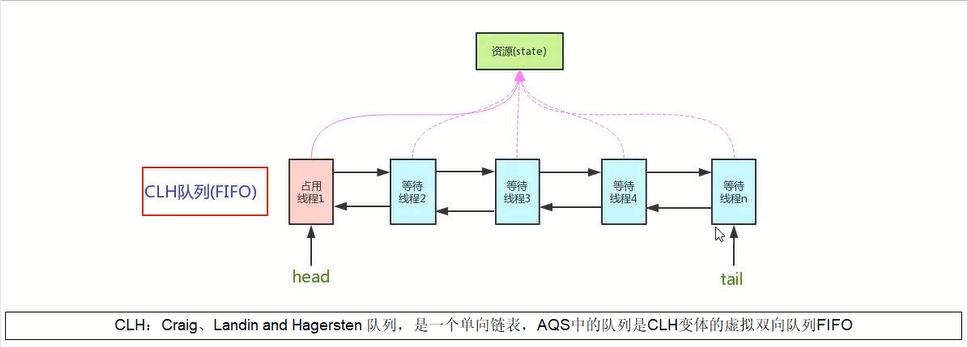 资源(state)
CLH队列(FIFO)
占用
线程1
等待
线程2
等待
线程3
等待
线程4
等待
线程n
head
tail
CLH：Craig、Landin and Hagersten 队列，是一个单向链表，AQS中的队列是CLH变体的虚拟双向队列FIFO